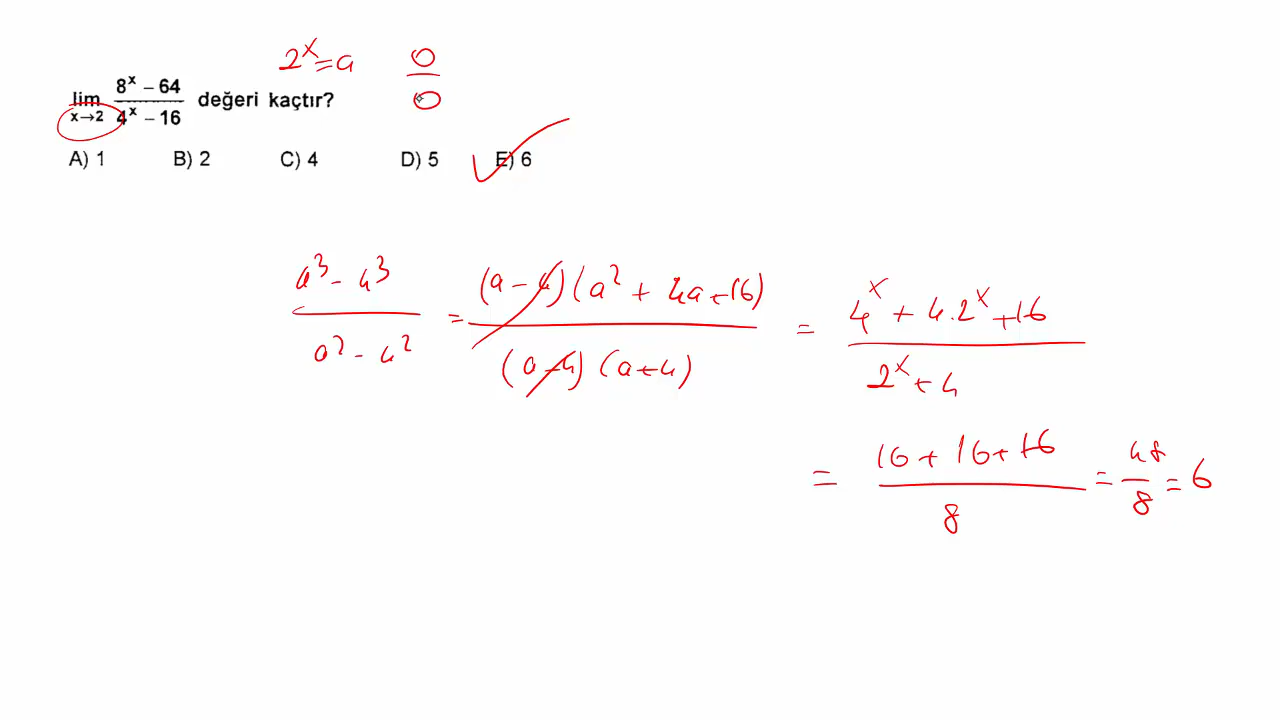 2^x = a
0/0
lim x→2 (8^x – 64)/(4^x – 16) değeri kaçtır?
A) 1 B) 2 C) 4 D) 5 E) 6
(a^3 - 4^3)/(a^2 - 4^2) = ((a - 4)(a^2 + 4a + 16))/((a - 4)(a + 4)) = (4^x + 4.2^x + 16)/(2^x + 4)
= (16 + 16 + 16)/8 = 48/8 = 6